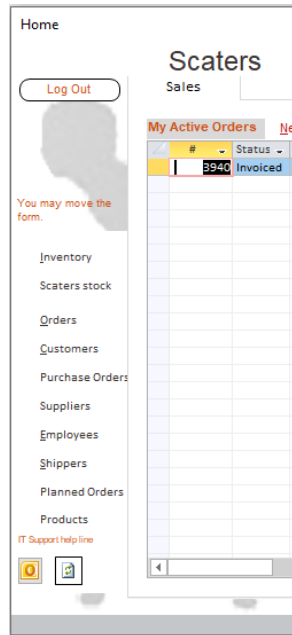 Home
Scaters
Log Out
Sales
My Active Orders
# Status
3940 Invoiced
You may move the
form.
Inventory
Scaters stock
Orders
Customers
Purchase Orders
Suppliers
Employees
Shippers
Planned Orders
Products
IT Support help line